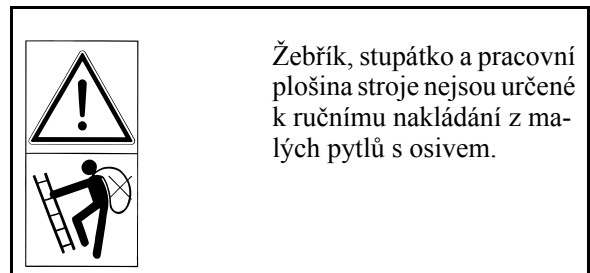 Žebřík, stupátko a pracovní
plošina stroje nejsou určené
k ručnímu nakládání z ma-
lých pytlů s osivem.